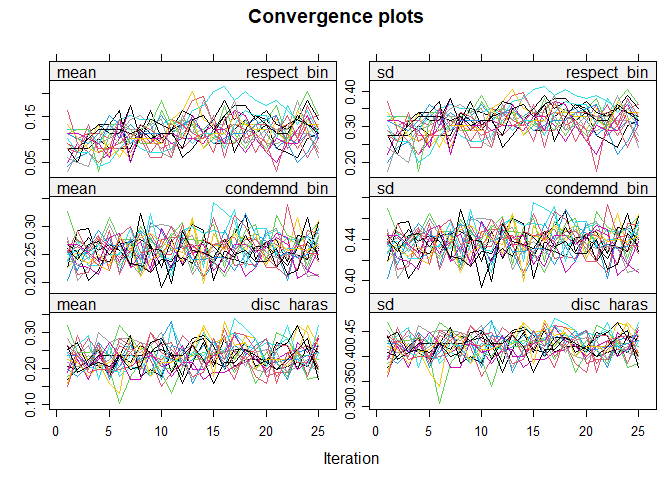 Convergence plots
mean respect_bin
sd respect_bin
0.05 0.15
0.20 0.30 0.40
mean condemnd_bin
sd condemnd_bin
0.20 0.25 0.30
0.40 0.44
mean disc_haras
sd disc_haras
0.10 0.20 0.30
0.30 0.35 0.40 0.45
0 5 10 15 20 25
0 5 10 15 20 25
Iteration